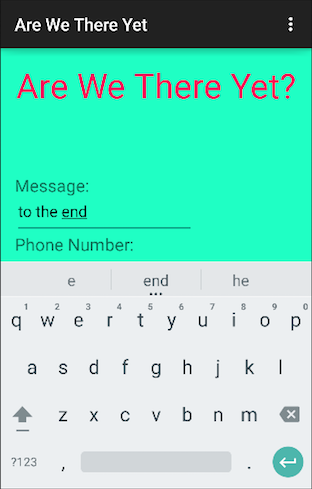 Are We There Yet
Are We There Yet?
Message:
to the end
Phone Number:
e end he
1 2 3 4 5 6 7 8 9 0
q w e r t y u i o p
a s d f g h j k l
z x c v b n m
?123 , .